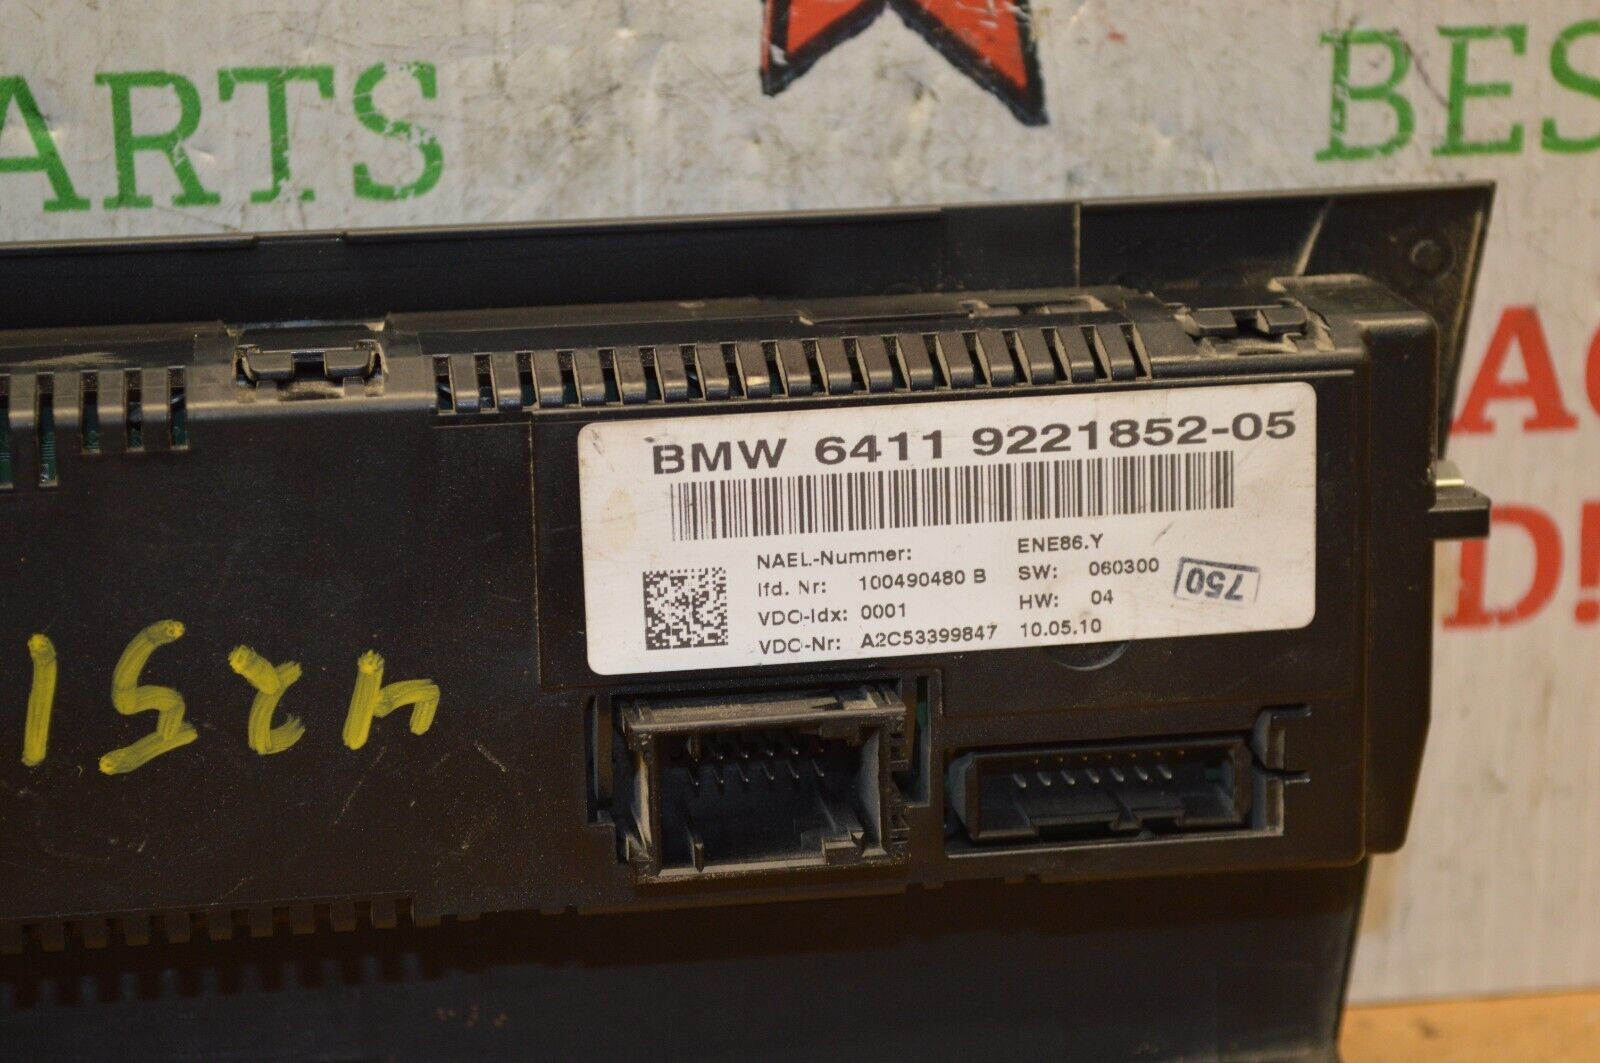 ARTS
BES
AC
D!
BMW 6411 9221852-05
NAEL-Nummer: ENE86.Y
lfd. Nr: 100490480 B SW: 060300
750
VDO-Idx: 0001 HW: 04
VDO-Nr: A2C53399847 10.05.10